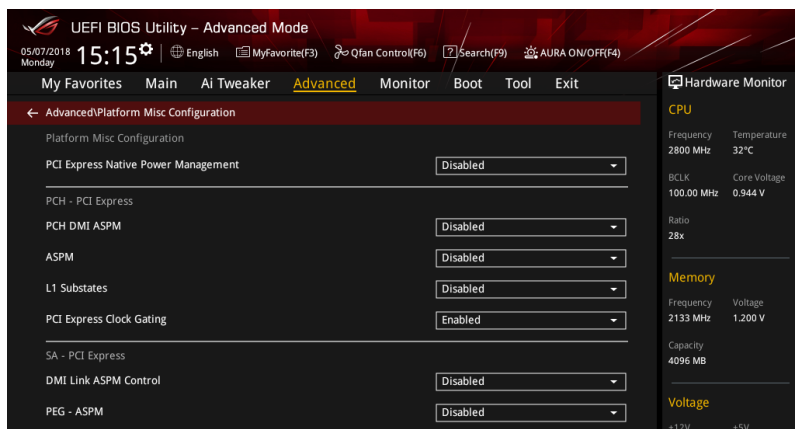 UEFI BIOS Utility – Advanced Mode
05/07/2018
Monday
15:15
English
MyFavorite(F3)
Qfan Control(F6)
Search(F9)
AURA ON/OFF(F4)
My Favorites Main Ai Tweaker Advanced Monitor Boot Tool Exit
Hardware Monitor
← Advanced\Platform Misc Configuration
Platform Misc Configuration
PCI Express Native Power Management Disabled
PCH - PCI Express
PCH DMI ASPM Disabled
ASPM Disabled
L1 Substates Disabled
PCI Express Clock Gating Enabled
SA - PCI Express
DMI Link ASPM Control Disabled
PEG - ASPM Disabled
CPU
Frequency Temperature
2800 MHz 32°C
BCLK Core Voltage
100.00 MHz 0.944 V
Ratio
28x
Memory
Frequency Voltage
2133 MHz 1.200 V
Capacity
4096 MB
Voltage
+12V +5V